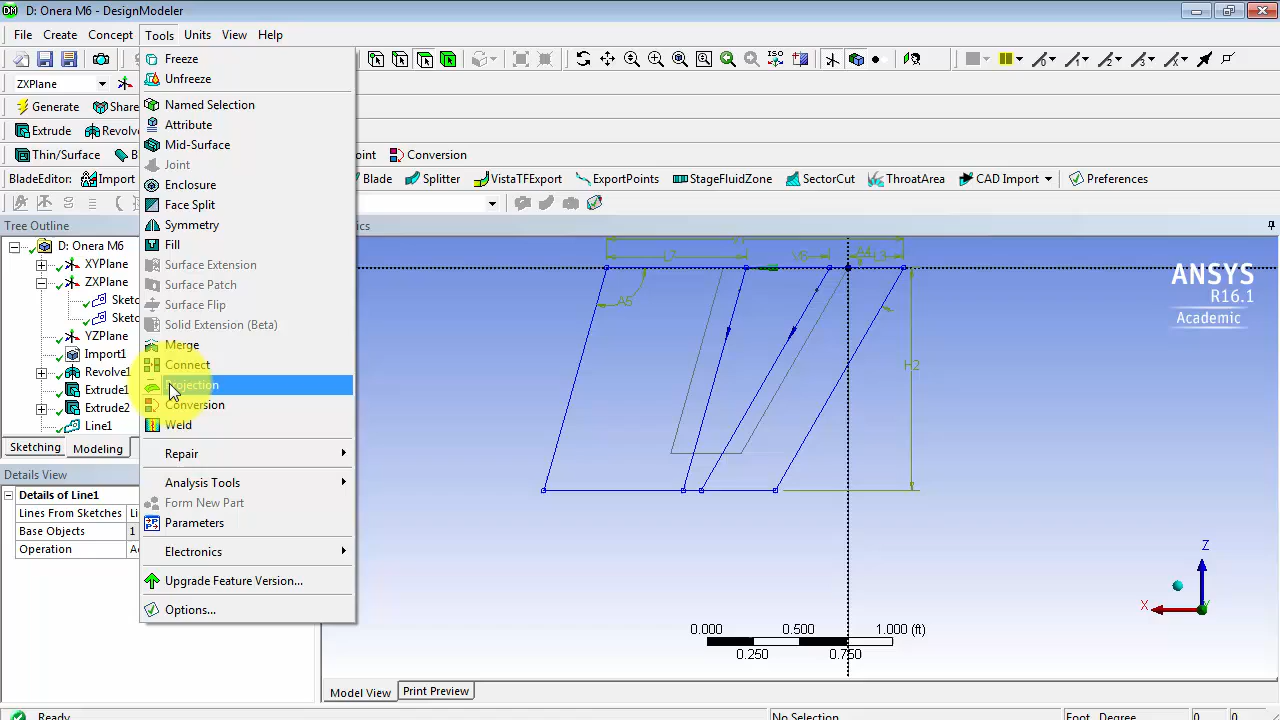 D: Onera M6 - DesignModeler
File Create Concept Tools Units View Help
ZXPlane
Generate Share
Extrude Revolve
Thin/Surface
Conversion
BladeEditor: Import Blade Splitter VistaTFExport ExportPoints StageFluidZone SectorCut ThroatArea CAD Import Preferences
Freeze
Unfreeze
Named Selection
Attribute
Mid-Surface
Joint
Enclosure
Face Split
Symmetry
Fill
Surface Extension
Surface Patch
Surface Flip
Solid Extension (Beta)
Merge
Connect
Projection
Conversion
Weld
Repair
Analysis Tools
Form New Part
Parameters
Electronics
Upgrade Feature Version...
Options...
Tree Outline
D: Onera M6
XYPlane
ZXPlane
YZPlane
Import1
Revolve1
Extrude1
Extrude2
Line1
Sketching Modeling
Details View
Details of Line1
Lines From Sketches
Base Objects 1
Operation
L7 A4 L3
A5
H2
ANSYS
R16.1
Academic
Z
X
Y
0.000 0.500 1.000 (ft)
0.250 0.750
Model View Print Preview
Ready No Selection Foot Degree 0 0